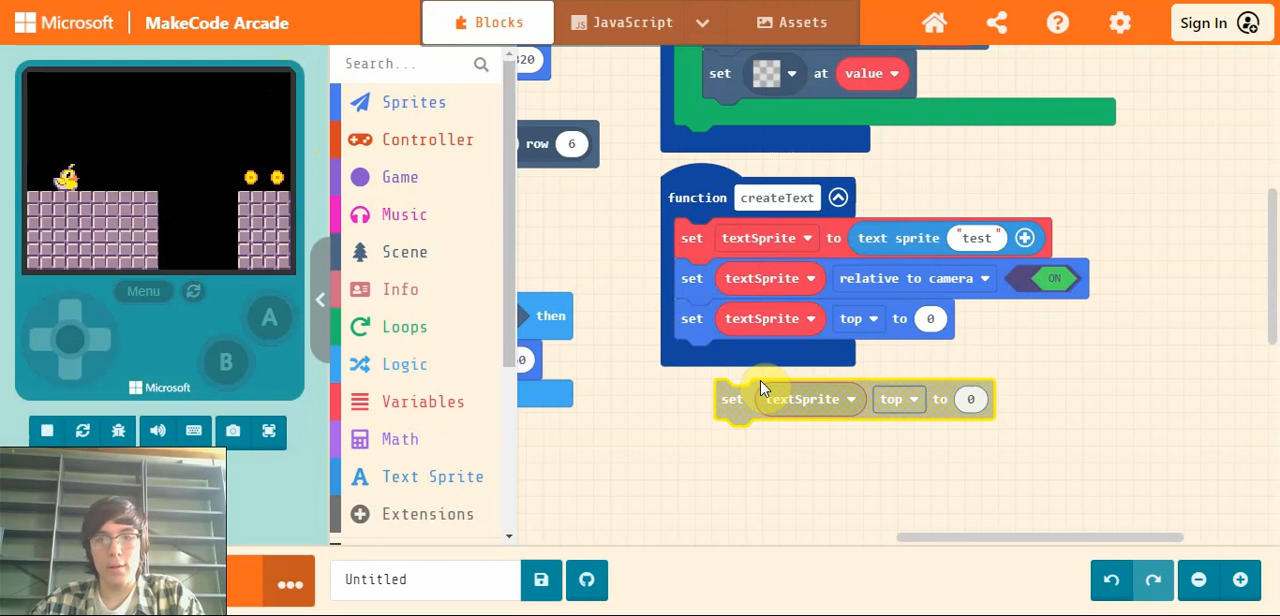 Microsoft MakeCode Arcade Blocks JavaScript Assets Sign In
Search...
Sprites
Controller
Game
Music
Scene
Info
Loops
Logic
Variables
Math
Text Sprite
Extensions
Menu
A
B
Microsoft
row 6
then
set at value
function createText
set textSprite to text sprite "test"
set textSprite relative to camera ON
set textSprite top to 0
set textSprite top to 0
Untitled